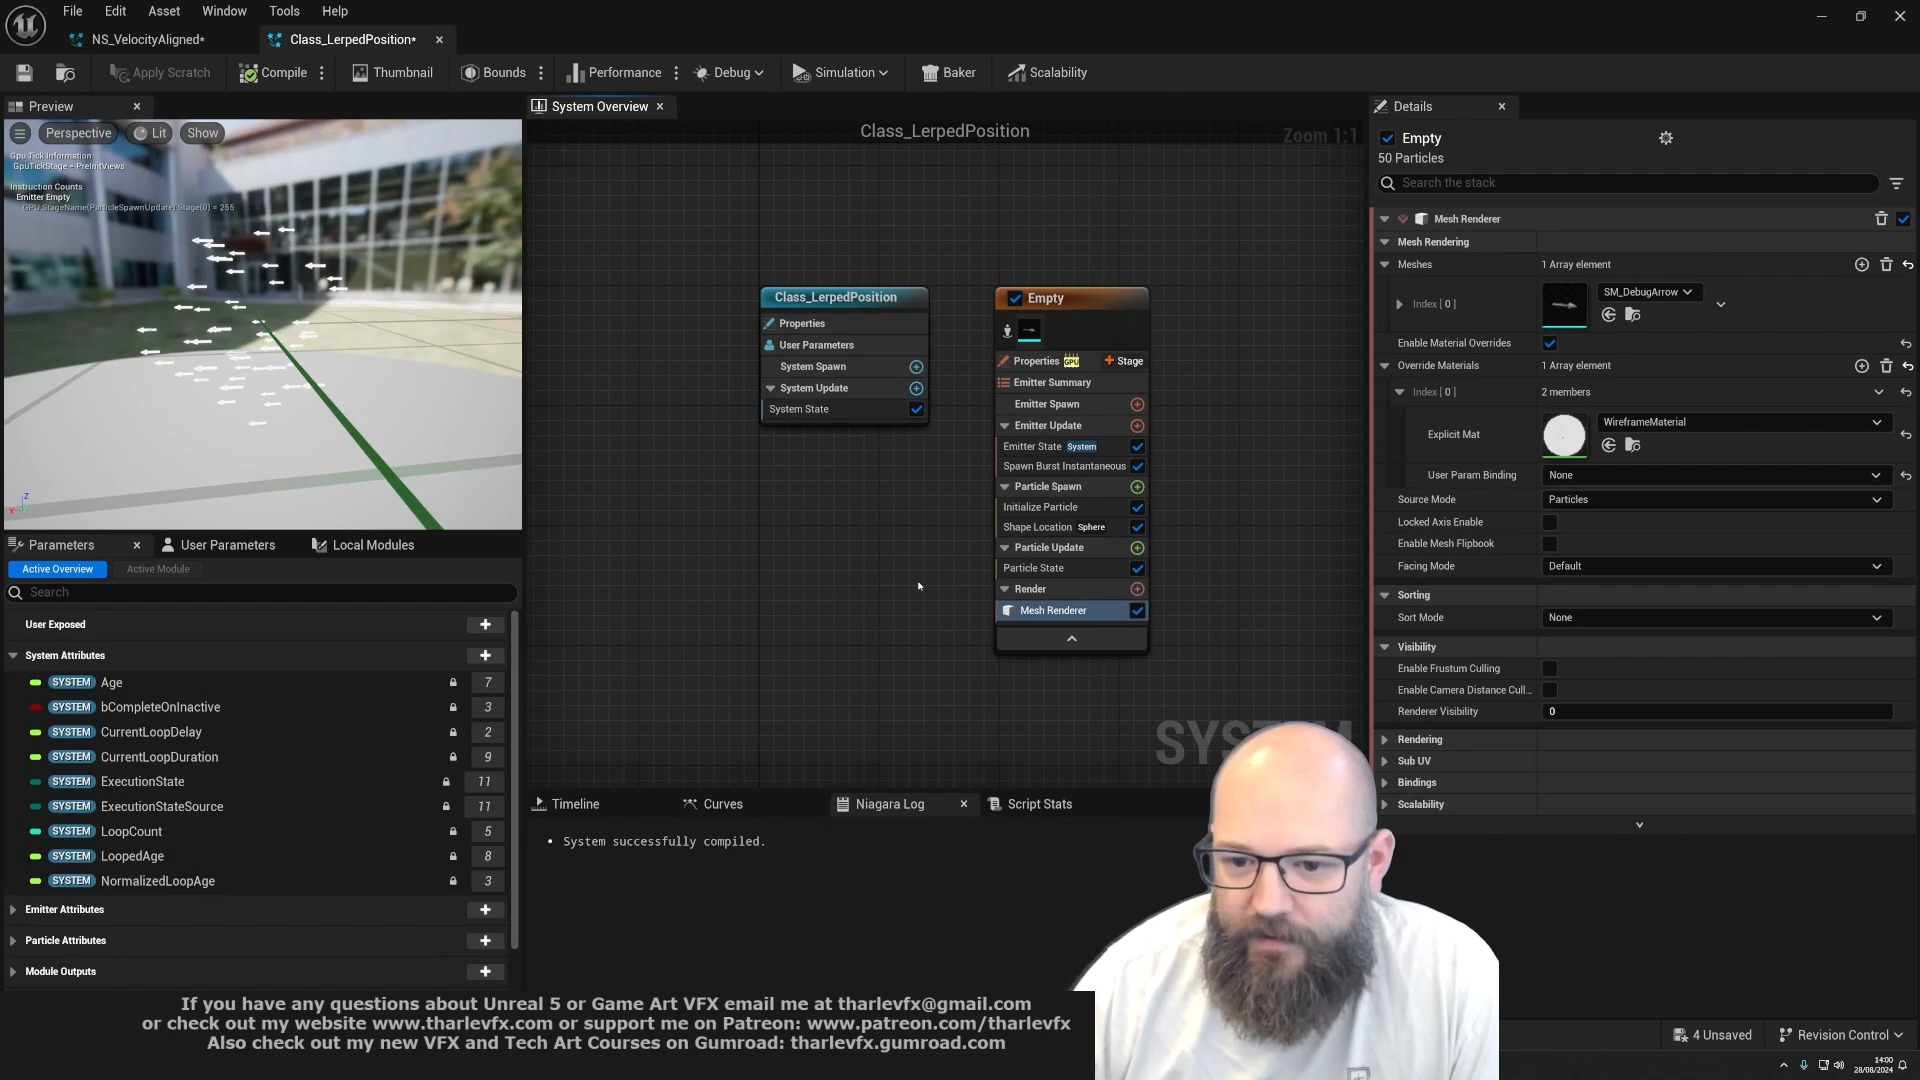 File Edit Asset Window Tools Help
NS_VelocityAligned*
Class_LerpedPosition*
Apply Scratch
Compile
Thumbnail
Bounds
Performance
Debug
Simulation
Baker
Scalability
Preview
System Overview
Details
Perspective
Lit
Show
Gpu Tick Information
GpuTickStage = PreInitViews
Instruction Counts
Emitter Empty
GPU StageName(ParticleSpawnUpdate) Stage(0) = 255
Z
X
Class_LerpedPosition
Zoom 1:1
Class_LerpedPosition
Properties
User Parameters
System Spawn
System Update
System State
Empty
Properties GPU Stage
Emitter Summary
Emitter Spawn
Emitter Update
Emitter State System
Spawn Burst Instantaneous
Particle Spawn
Initialize Particle
Shape Location Sphere
Particle Update
Particle State
Render
Mesh Renderer
Empty
50 Particles
Search the stack
Mesh Renderer
Mesh Rendering
Meshes 1 Array element
Index [ 0 ] SM_DebugArrow
Enable Material Overrides
Override Materials 1 Array element
Index [ 0 ] 2 members
Explicit Mat WireframeMaterial
User Param Binding None
Source Mode Particles
Locked Axis Enable
Enable Mesh Flipbook
Facing Mode Default
Sorting
Sort Mode None
Visibility
Enable Frustum Culling
Enable Camera Distance Cull...
Renderer Visibility 0
Rendering
Sub UV
Bindings
Scalability
Parameters
User Parameters
Local Modules
Active Overview
Active Module
Search
User Exposed
System Attributes
SYSTEM Age 7
SYSTEM bCompleteOnInactive 3
SYSTEM CurrentLoopDelay 2
SYSTEM CurrentLoopDuration 9
SYSTEM ExecutionState 11
SYSTEM ExecutionStateSource 11
SYSTEM LoopCount 5
SYSTEM LoopedAge 8
SYSTEM NormalizedLoopAge 3
Emitter Attributes
Particle Attributes
Module Outputs
SYSTEM
Timeline
Curves
Niagara Log
Script Stats
System successfully compiled.
If you have any questions about Unreal 5 or Game Art VFX email me at tharlevfx@gmail.com
or check out my website www.tharlevfx.com or support me on Patreon: www.patreon.com/tharlevfx
Also check out my new VFX and Tech Art Courses on Gumroad: tharlevfx.gumroad.com
4 Unsaved
Revision Control
14:00
28/08/2024